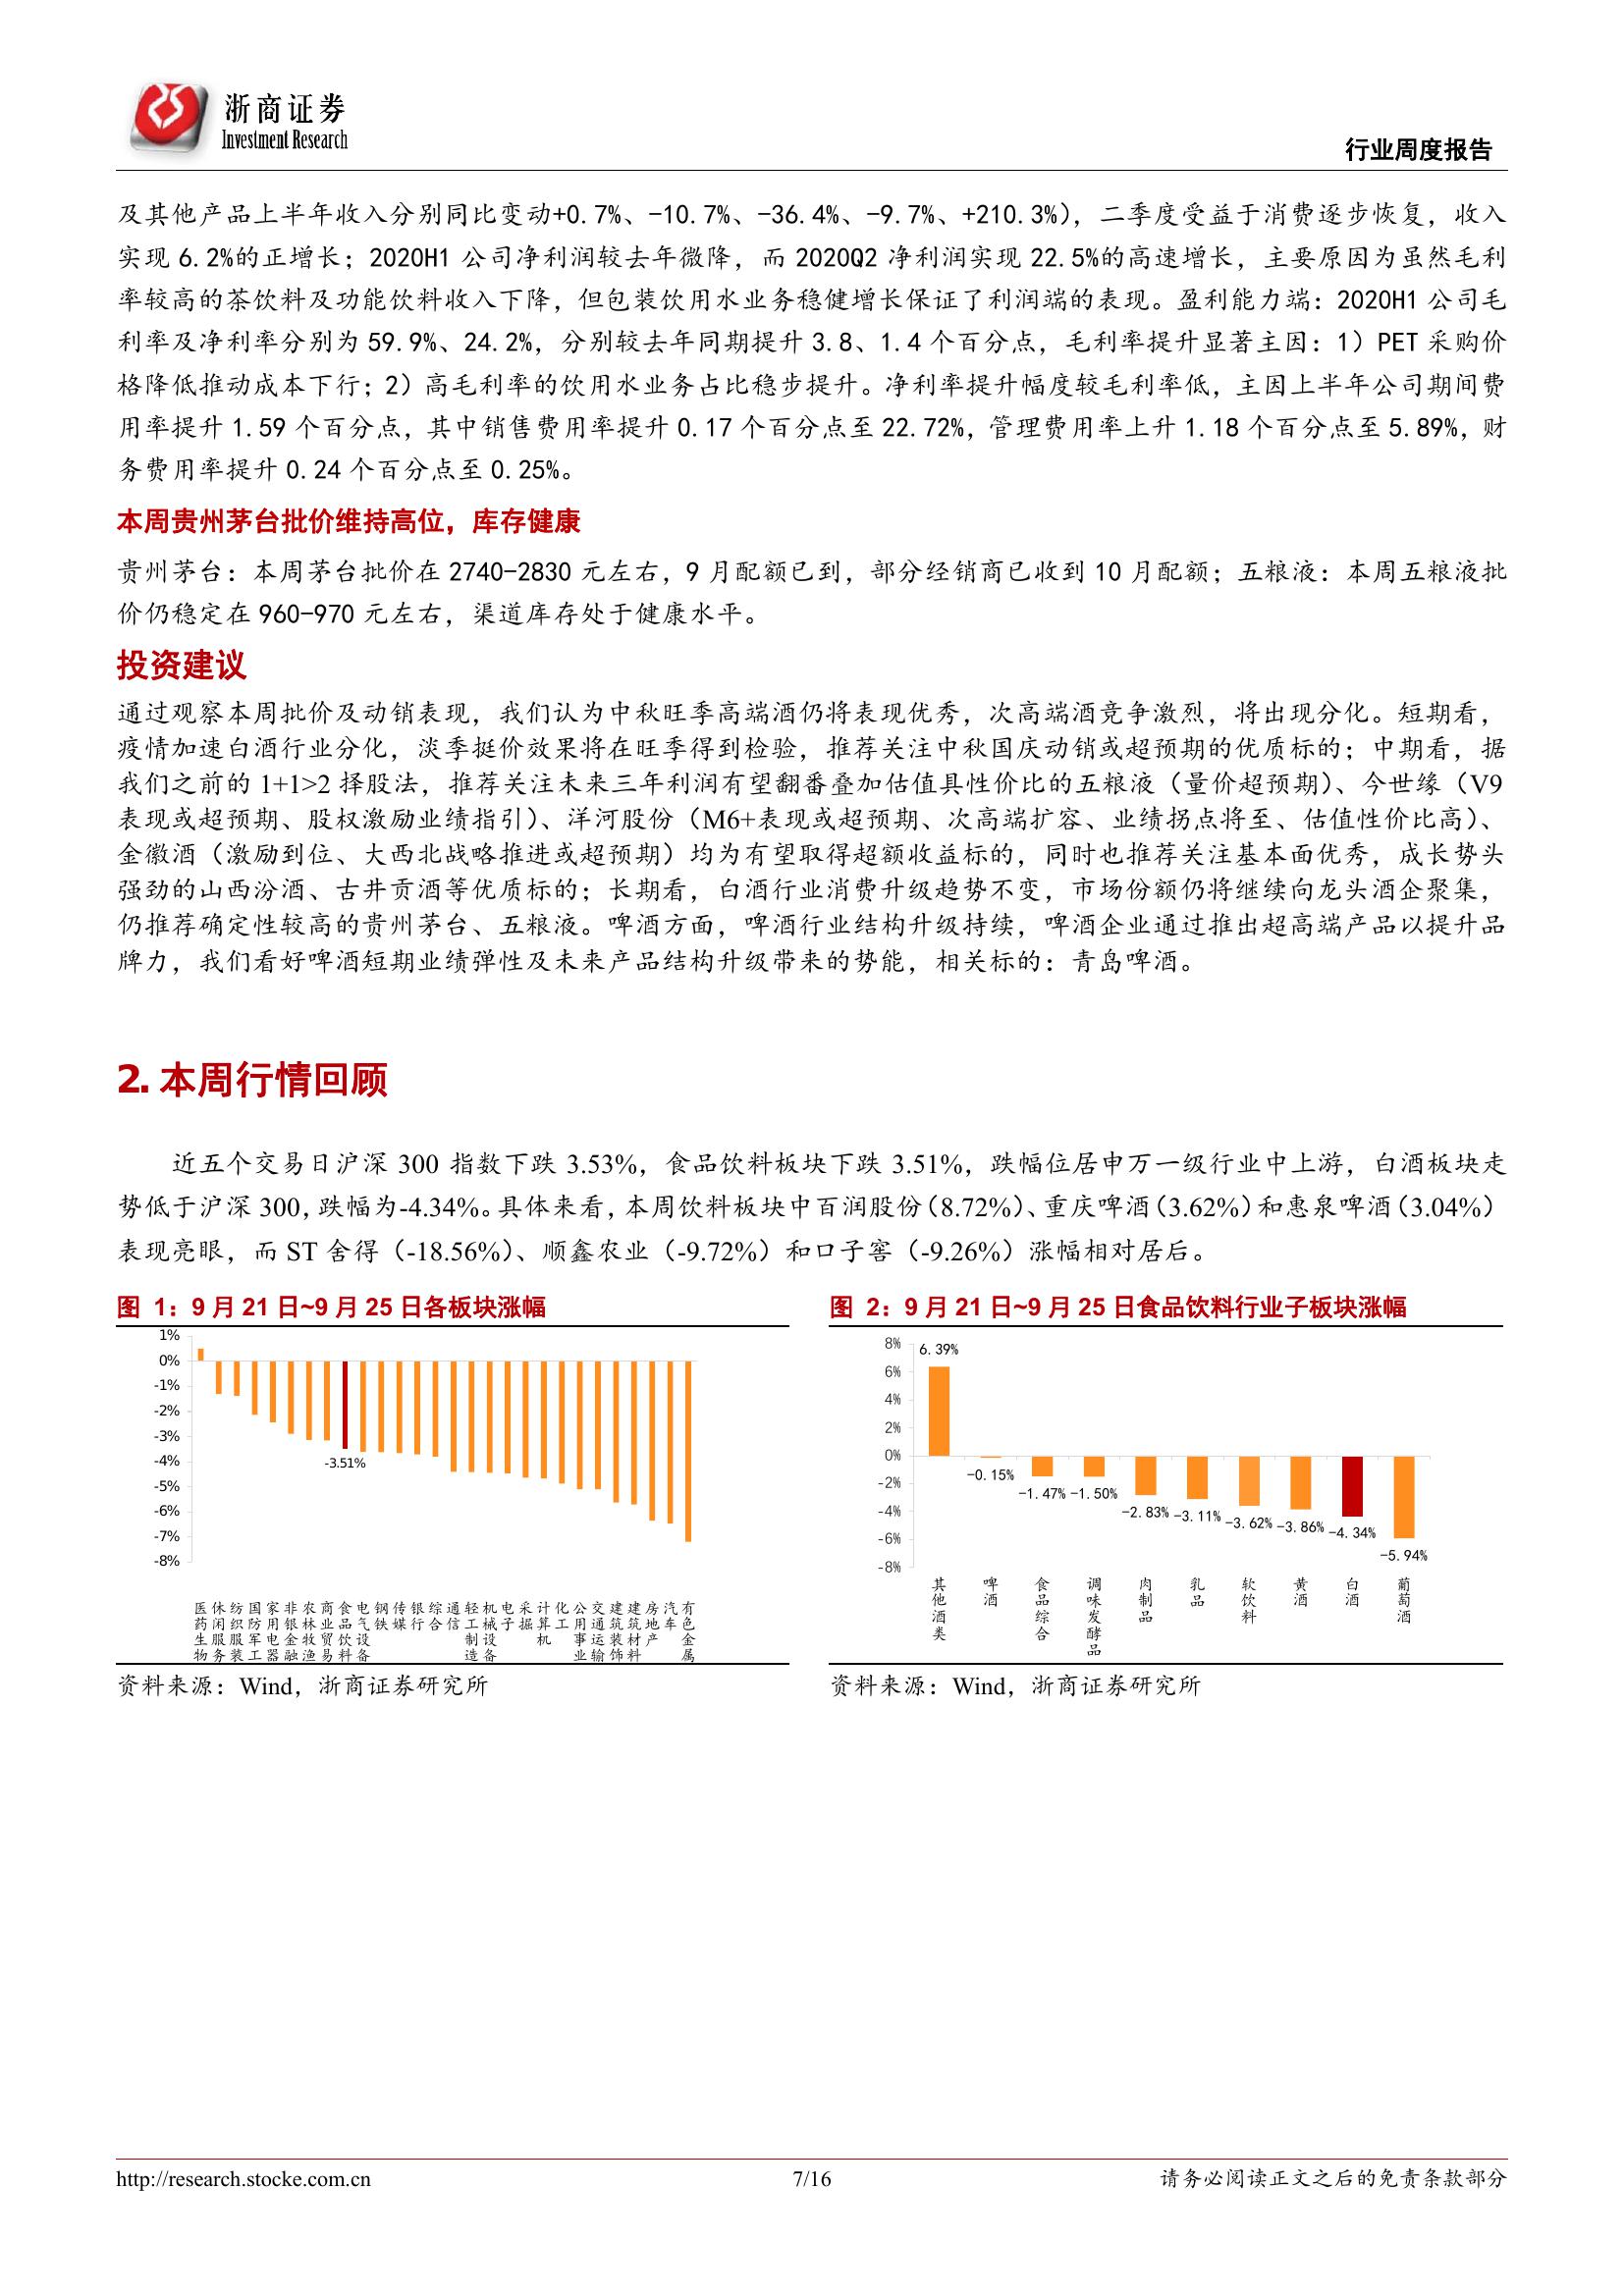 浙商证券
Investment Research
行业周度报告
及其他产品上半年收入分别同比变动+0.7%、-10.7%、-36.4%、-9.7%、+210.3%），二季度受益于消费逐步恢复，收入
实现 6.2%的正增长；2020H1 公司净利润较去年微降，而 2020Q2 净利润实现 22.5%的高速增长，主要原因为虽然毛利
率较高的茶饮料及功能饮料收入下降，但包装饮用水业务稳健增长保证了利润端的表现。盈利能力端：2020H1 公司毛
利率及净利率分别为 59.9%、24.2%，分别较去年同期提升 3.8、1.4 个百分点，毛利率提升显著主因：1）PET 采购价
格降低推动成本下行；2）高毛利率的饮用水业务占比稳步提升。净利率提升幅度较毛利率低，主因上半年公司期间费
用率提升 1.59 个百分点，其中销售费用率提升 0.17 个百分点至 22.72%，管理费用率上升 1.18 个百分点至 5.89%，财
务费用率提升 0.24 个百分点至 0.25%。
本周贵州茅台批价维持高位，库存健康
贵州茅台：本周茅台批价在 2740-2830 元左右，9 月配额已到，部分经销商已收到 10 月配额；五粮液：本周五粮液批
价仍稳定在 960-970 元左右，渠道库存处于健康水平。
投资建议
通过观察本周批价及动销表现，我们认为中秋旺季高端酒仍将表现优秀，次高端酒竞争激烈，将出现分化。短期看，
疫情加速白酒行业分化，淡季挺价效果将在旺季得到检验，推荐关注中秋国庆动销或超预期的优质标的；中期看，据
我们之前的 1+1>2 择股法，推荐关注未来三年利润有望翻番叠加估值具性价比的五粮液（量价超预期）、今世缘（V9
表现或超预期、股权激励业绩指引）、洋河股份（M6+表现或超预期、次高端扩容、业绩拐点将至、估值性价比高）、
金徽酒（激励到位、大西北战略推进或超预期）均为有望取得超额收益标的，同时也推荐关注基本面优秀，成长势头
强劲的山西汾酒、古井贡酒等优质标的；长期看，白酒行业消费升级趋势不变，市场份额仍将继续向龙头酒企聚集，
仍推荐确定性较高的贵州茅台、五粮液。啤酒方面，啤酒行业结构升级持续，啤酒企业通过推出超高端产品以提升品
牌力，我们看好啤酒短期业绩弹性及未来产品结构升级带来的势能，相关标的：青岛啤酒。
2. 本周行情回顾
近五个交易日沪深 300 指数下跌 3.53%，食品饮料板块下跌 3.51%，跌幅位居申万一级行业中上游，白酒板块走
势低于沪深 300，跌幅为-4.34%。具体来看，本周饮料板块中百润股份（8.72%）、重庆啤酒（3.62%）和惠泉啤酒（3.04%）
表现亮眼，而 ST 舍得（-18.56%）、顺鑫农业（-9.72%）和口子窖（-9.26%）涨幅相对居后。
图 1：9 月 21 日~9 月 25 日各板块涨幅
1%
0%
-1%
-2%
-3%
-4%
-5%
-6%
-7%
-8%
-3.51%
医药生物
休闲服务
纺织服装
国防军工
家用电器
非银金融
农林牧渔
商业贸易
食品饮料
电气设备
钢铁
传媒
银行
综合
通信
轻工制造
机械设备
电子
采掘
计算机
化工
公用事业
交通运输
建筑装饰
建筑材料
房地产
汽车
有色金属
资料来源：Wind，浙商证券研究所
图 2：9 月 21 日~9 月 25 日食品饮料行业子板块涨幅
8%
6%
4%
2%
0%
-2%
-4%
-6%
-8%
6.39%
-0.15%
-1.47%
-1.50%
-2.83%
-3.11%
-3.62%
-3.86%
-4.34%
-5.94%
其他酒类
啤酒
食品综合
调味发酵品
肉制品
乳品
软饮料
黄酒
白酒
葡萄酒
资料来源：Wind，浙商证券研究所
http://research.stocke.com.cn
7/16
请务必阅读正文之后的免责条款部分